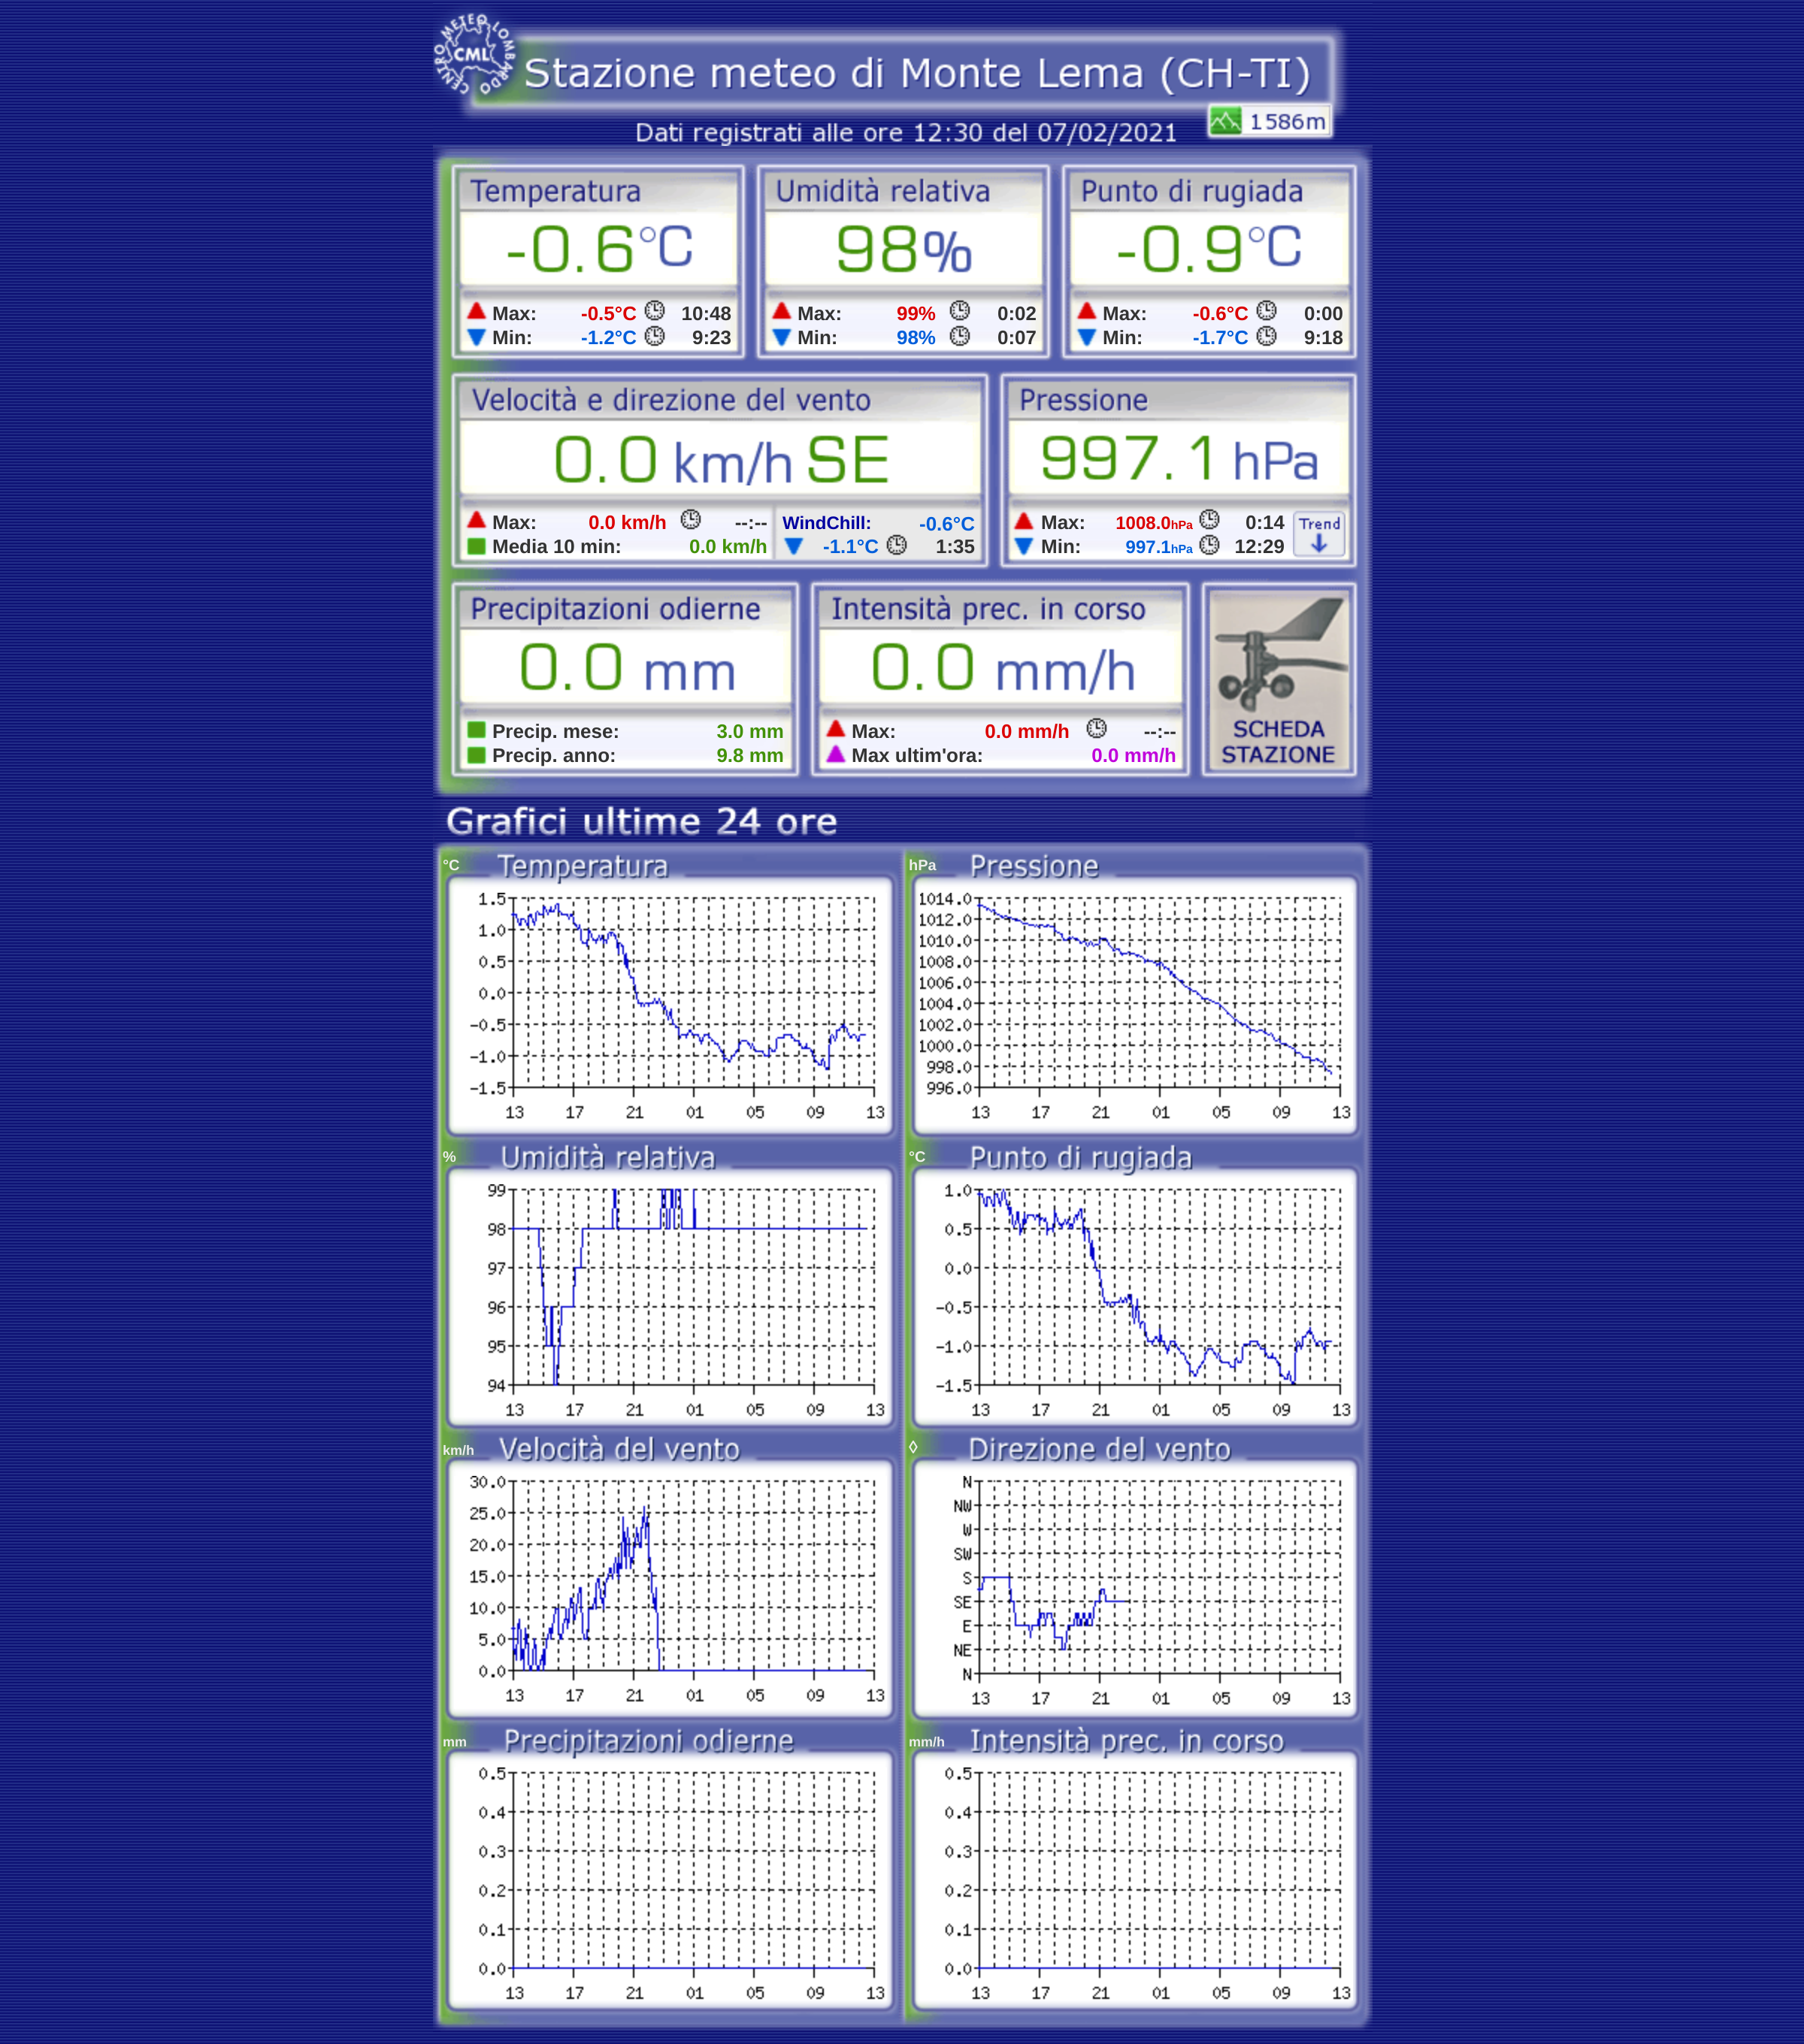 CENTRO METEO LOMBARDO
CML
Stazione meteo di Monte Lema (CH-TI)
1586m
Dati registrati alle ore 12:30 del 07/02/2021
Temperatura
-0.6°C
Max: -0.5°C 10:48
Min: -1.2°C 9:23
Umidità relativa
98%
Max: 99% 0:02
Min: 98% 0:07
Punto di rugiada
-0.9°C
Max: -0.6°C 0:00
Min: -1.7°C 9:18
Velocità e direzione del vento
0.0 km/h SE
Max: 0.0 km/h --:--
Media 10 min: 0.0 km/h
WindChill: -0.6°C
-1.1°C 1:35
Pressione
997.1 hPa
Max: 1008.0hPa 0:14
Min: 997.1hPa 12:29
Trend
Precipitazioni odierne
0.0 mm
Precip. mese: 3.0 mm
Precip. anno: 9.8 mm
Intensità prec. in corso
0.0 mm/h
Max: 0.0 mm/h --:--
Max ultim'ora: 0.0 mm/h
SCHEDA
STAZIONE
Grafici ultime 24 ore
°C Temperatura
1.5
1.0
0.5
0.0
-0.5
-1.0
-1.5
13 17 21 01 05 09 13
hPa Pressione
1014.0
1012.0
1010.0
1008.0
1006.0
1004.0
1002.0
1000.0
998.0
996.0
13 17 21 01 05 09 13
% Umidità relativa
99
98
97
96
95
94
13 17 21 01 05 09 13
°C Punto di rugiada
1.0
0.5
0.0
-0.5
-1.0
-1.5
13 17 21 01 05 09 13
km/h Velocità del vento
30.0
25.0
20.0
15.0
10.0
5.0
0.0
13 17 21 01 05 09 13
◊ Direzione del vento
N
NW
W
SW
S
SE
E
NE
N
13 17 21 01 05 09 13
mm Precipitazioni odierne
0.5
0.4
0.3
0.2
0.1
0.0
13 17 21 01 05 09 13
mm/h Intensità prec. in corso
0.5
0.4
0.3
0.2
0.1
0.0
13 17 21 01 05 09 13